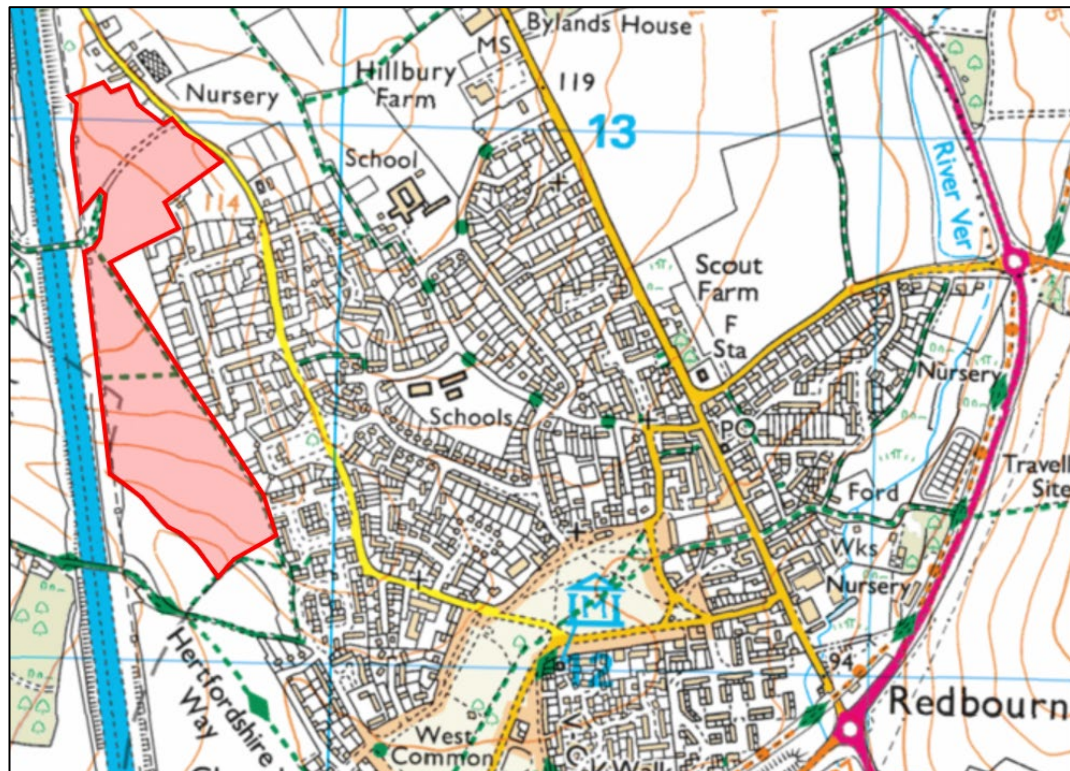 Bylands House
MS
Hillbury
Farm
119
Nursery
13
School
River Ver
114
Scout
Farm
F
Sta
Nursery
Schools
PO
Travell
Site
Ford
Wks
Nursery
M
12
94
Hertfordshire
Way
Redbourn
West
Common